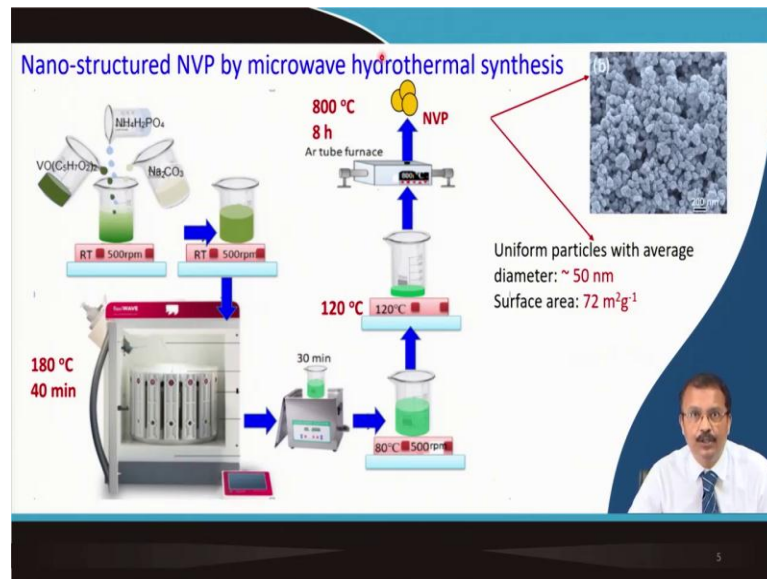 Nano-structured NVP by microwave hydrothermal synthesis
NH₄H₂PO₄
VO(C₅H₇O₂)₂
Na₂CO₃
RT 500rpm
RT 500rpm
180 °C
40 min
30 min
80°C 500rpm
120 °C
120°C
800 °C
8 h
Ar tube furnace
NVP
(b)
200 nm
Uniform particles with average
diameter: ~ 50 nm
Surface area: 72 m²g⁻¹
5